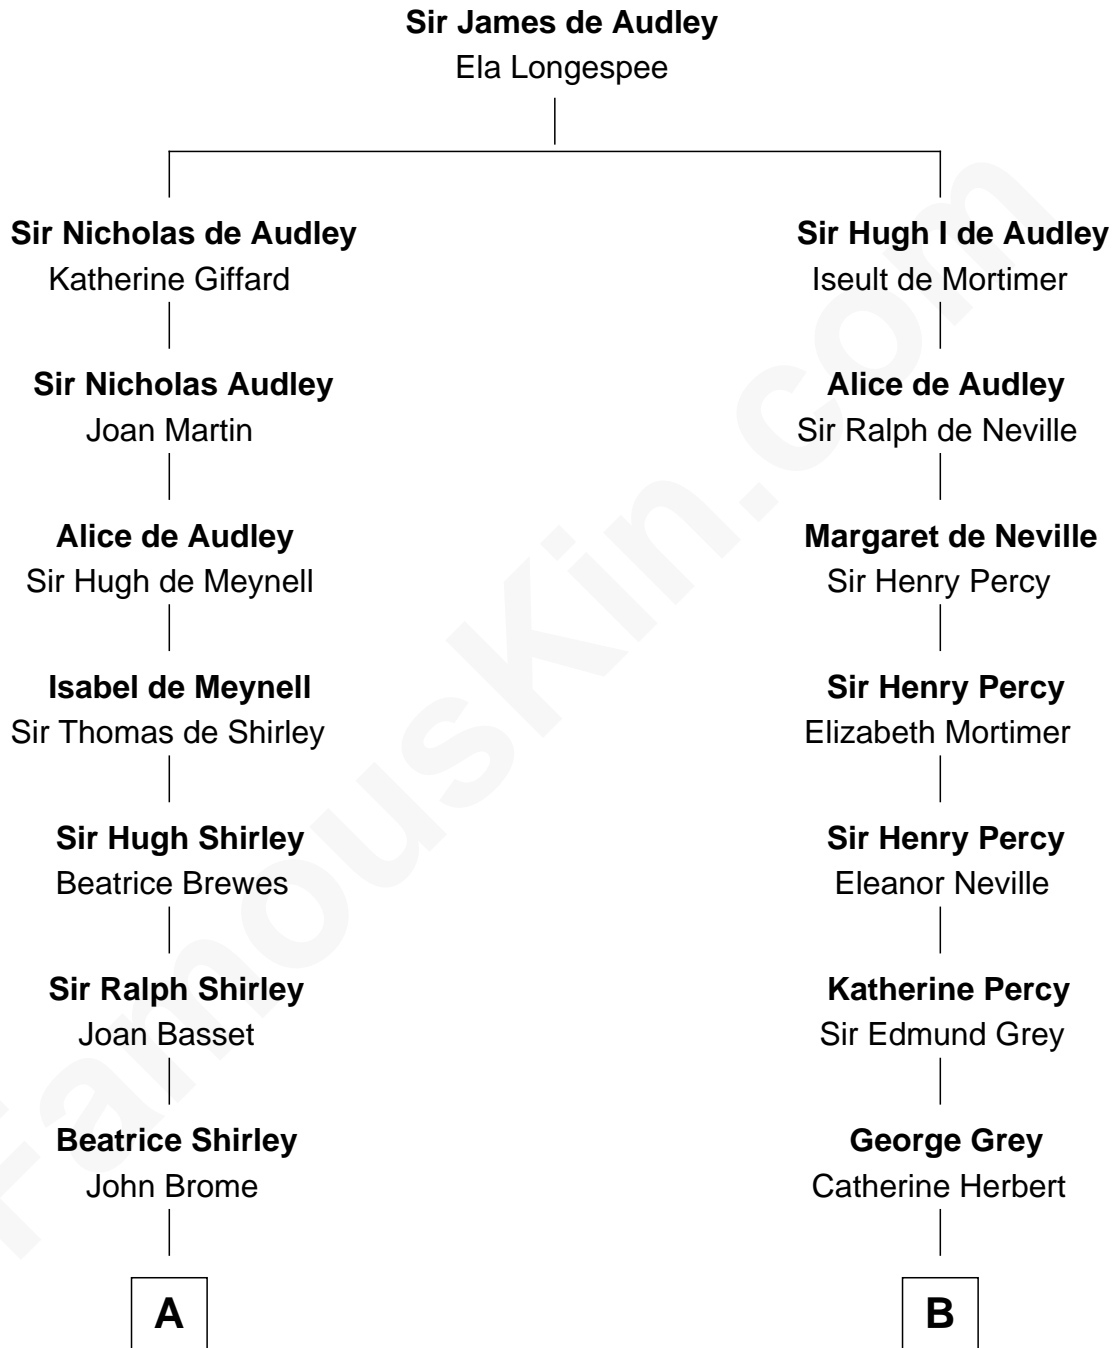 Sir James de Audley
Ela Longespee
Sir Nicholas de Audley
Katherine Giffard
Sir Nicholas Audley
Joan Martin
Alice de Audley
Sir Hugh de Meynell
Isabel de Meynell
Sir Thomas de Shirley
Sir Hugh Shirley
Beatrice Brewes
Sir Ralph Shirley
Joan Basset
Beatrice Shirley
John Brome
A
Sir Hugh I de Audley
Iseult de Mortimer
Alice de Audley
Sir Ralph de Neville
Margaret de Neville
Sir Henry Percy
Sir Henry Percy
Elizabeth Mortimer
Sir Henry Percy
Eleanor Neville
Katherine Percy
Sir Edmund Grey
George Grey
Catherine Herbert
B
FamousKin.com